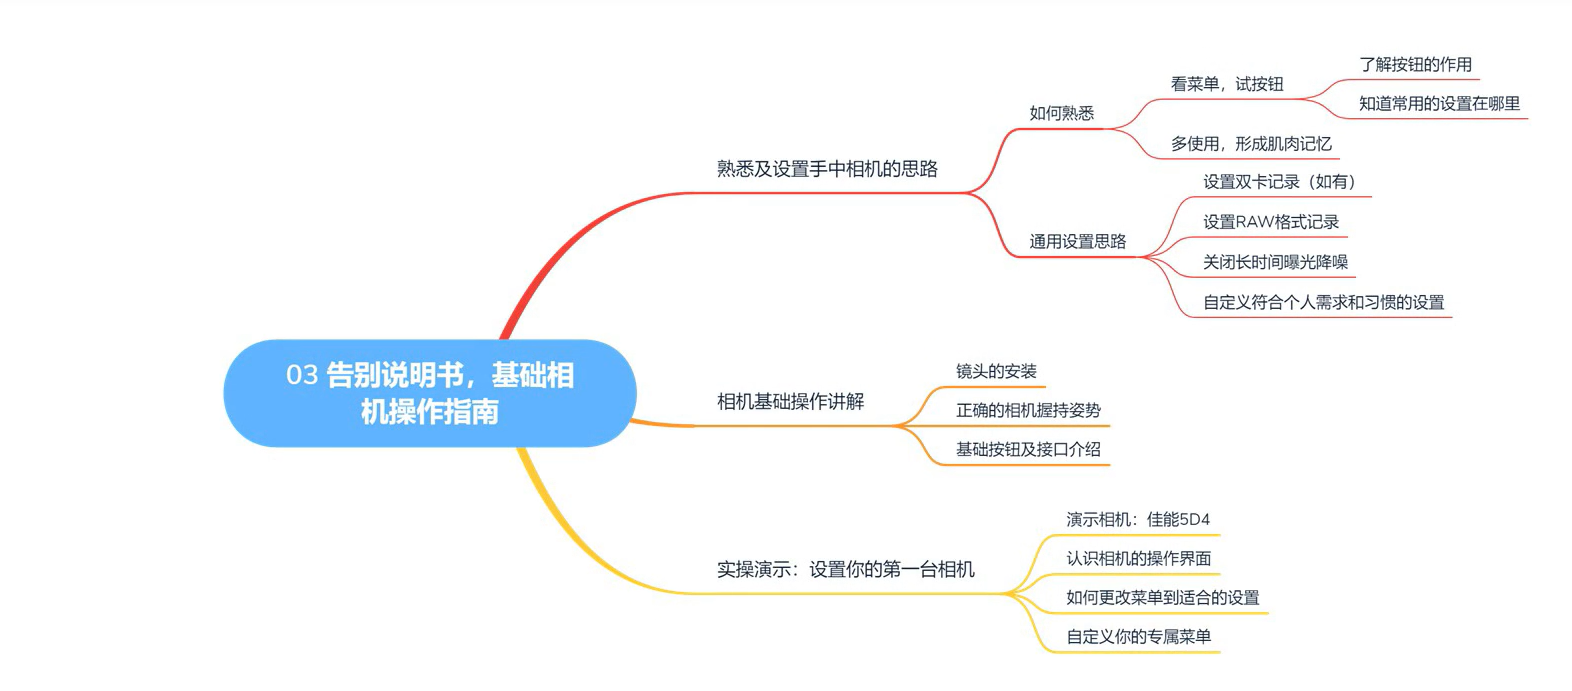 03 告别说明书，基础相
机操作指南
熟悉及设置手中相机的思路
如何熟悉
看菜单，试按钮
了解按钮的作用
知道常用的设置在哪里
多使用，形成肌肉记忆
通用设置思路
设置双卡记录（如有）
设置RAW格式记录
关闭长时间曝光降噪
自定义符合个人需求和习惯的设置
相机基础操作讲解
镜头的安装
正确的相机握持姿势
基础按钮及接口介绍
实操演示：设置你的第一台相机
演示相机：佳能5D4
认识相机的操作界面
如何更改菜单到适合的设置
自定义你的专属菜单